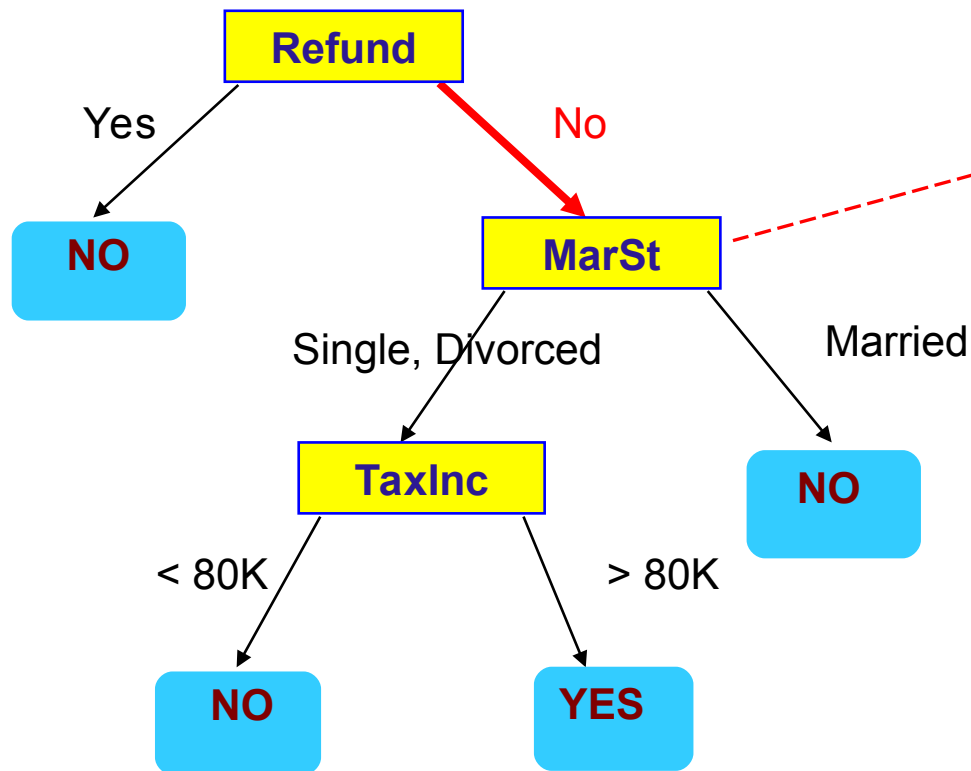 Refund
Yes
No
NO
MarSt
Single, Divorced
Married
TaxInc
NO
< 80K
> 80K
NO
YES